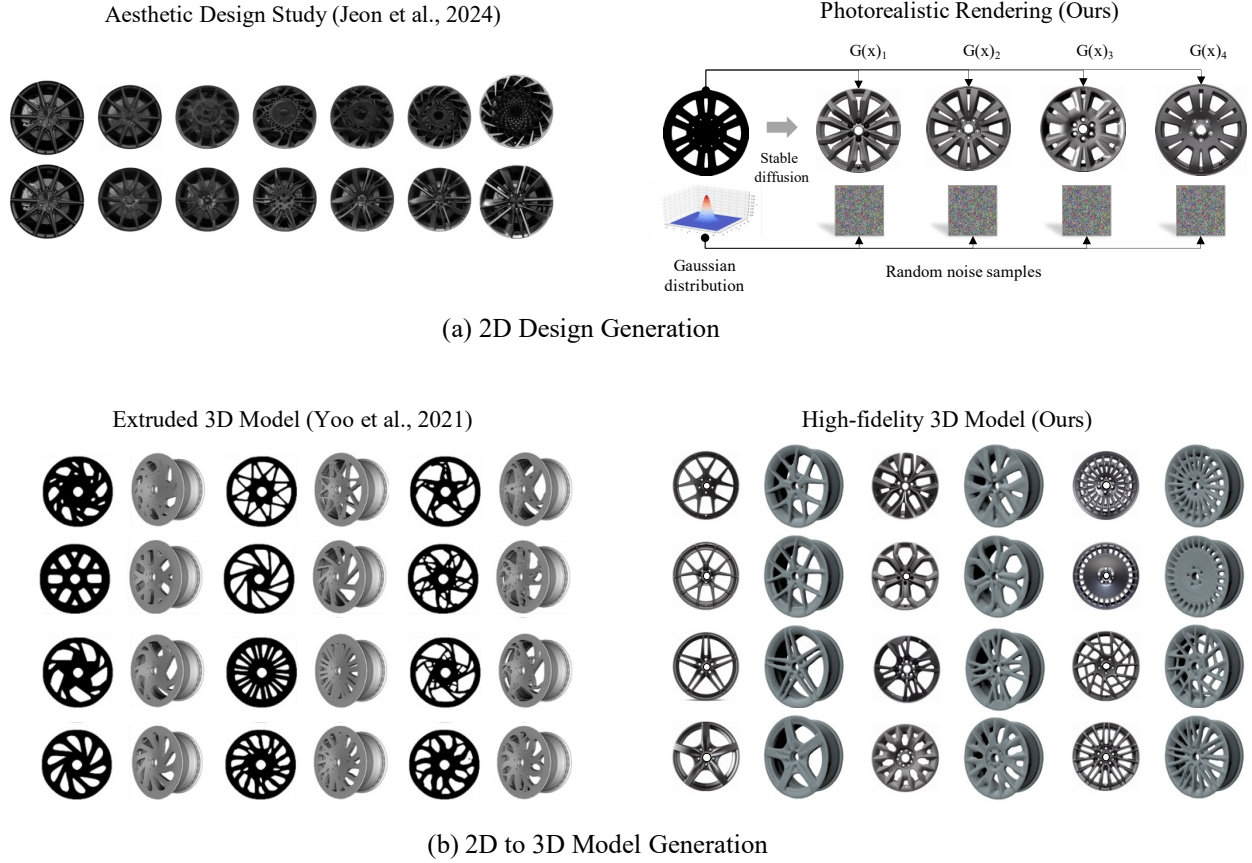 Aesthetic Design Study (Jeon et al., 2024)
Photorealistic Rendering (Ours)
G(x)₁
G(x)₂
G(x)₃
G(x)₄
Stable
diffusion
Gaussian
distribution
Random noise samples
(a) 2D Design Generation
Extruded 3D Model (Yoo et al., 2021)
High-fidelity 3D Model (Ours)
(b) 2D to 3D Model Generation